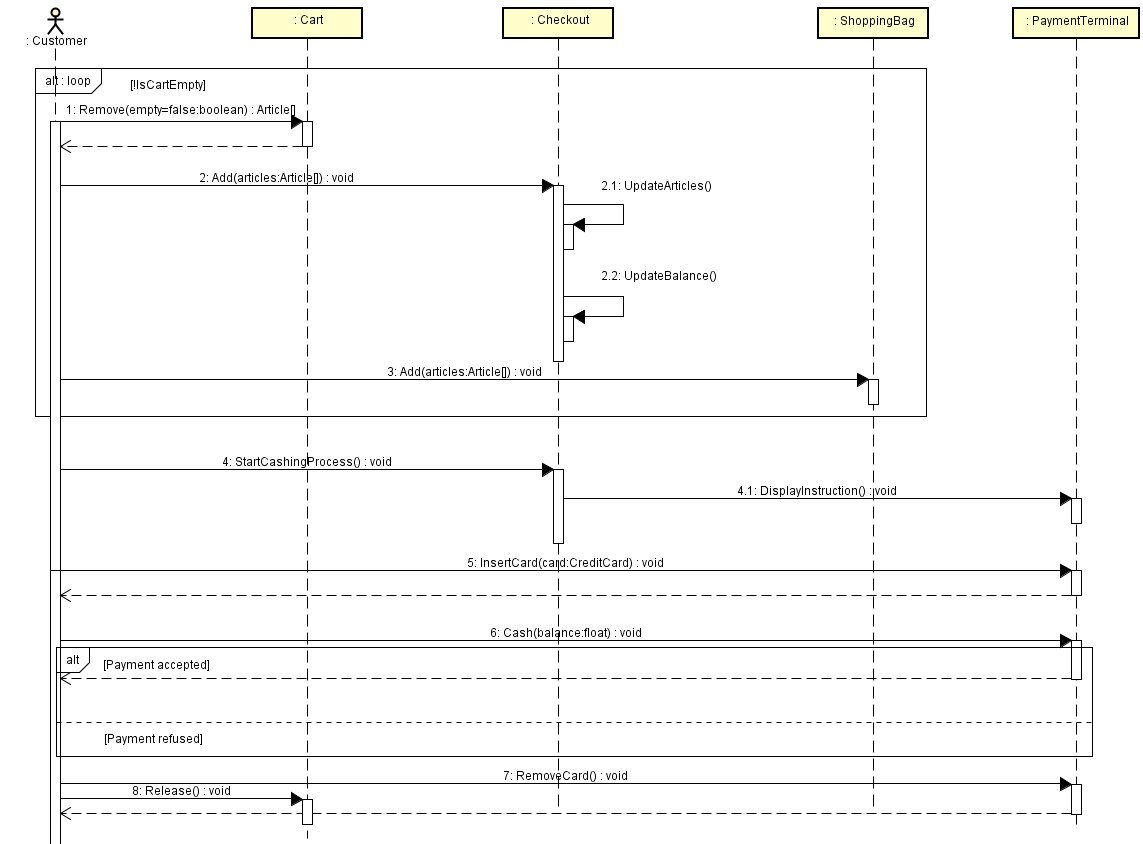 : Customer
: Cart
: Checkout
: ShoppingBag
: PaymentTerminal
alt : loop
[!IsCartEmpty]
1: Remove(empty=false:boolean) : Article[]
2: Add(articles:Article[]) : void
2.1: UpdateArticles()
2.2: UpdateBalance()
3: Add(articles:Article[]) : void
4: StartCashingProcess() : void
4.1: DisplayInstruction() : void
5: InsertCard(card:CreditCard) : void
6: Cash(balance:float) : void
alt
[Payment accepted]
[Payment refused]
7: RemoveCard() : void
8: Release() : void